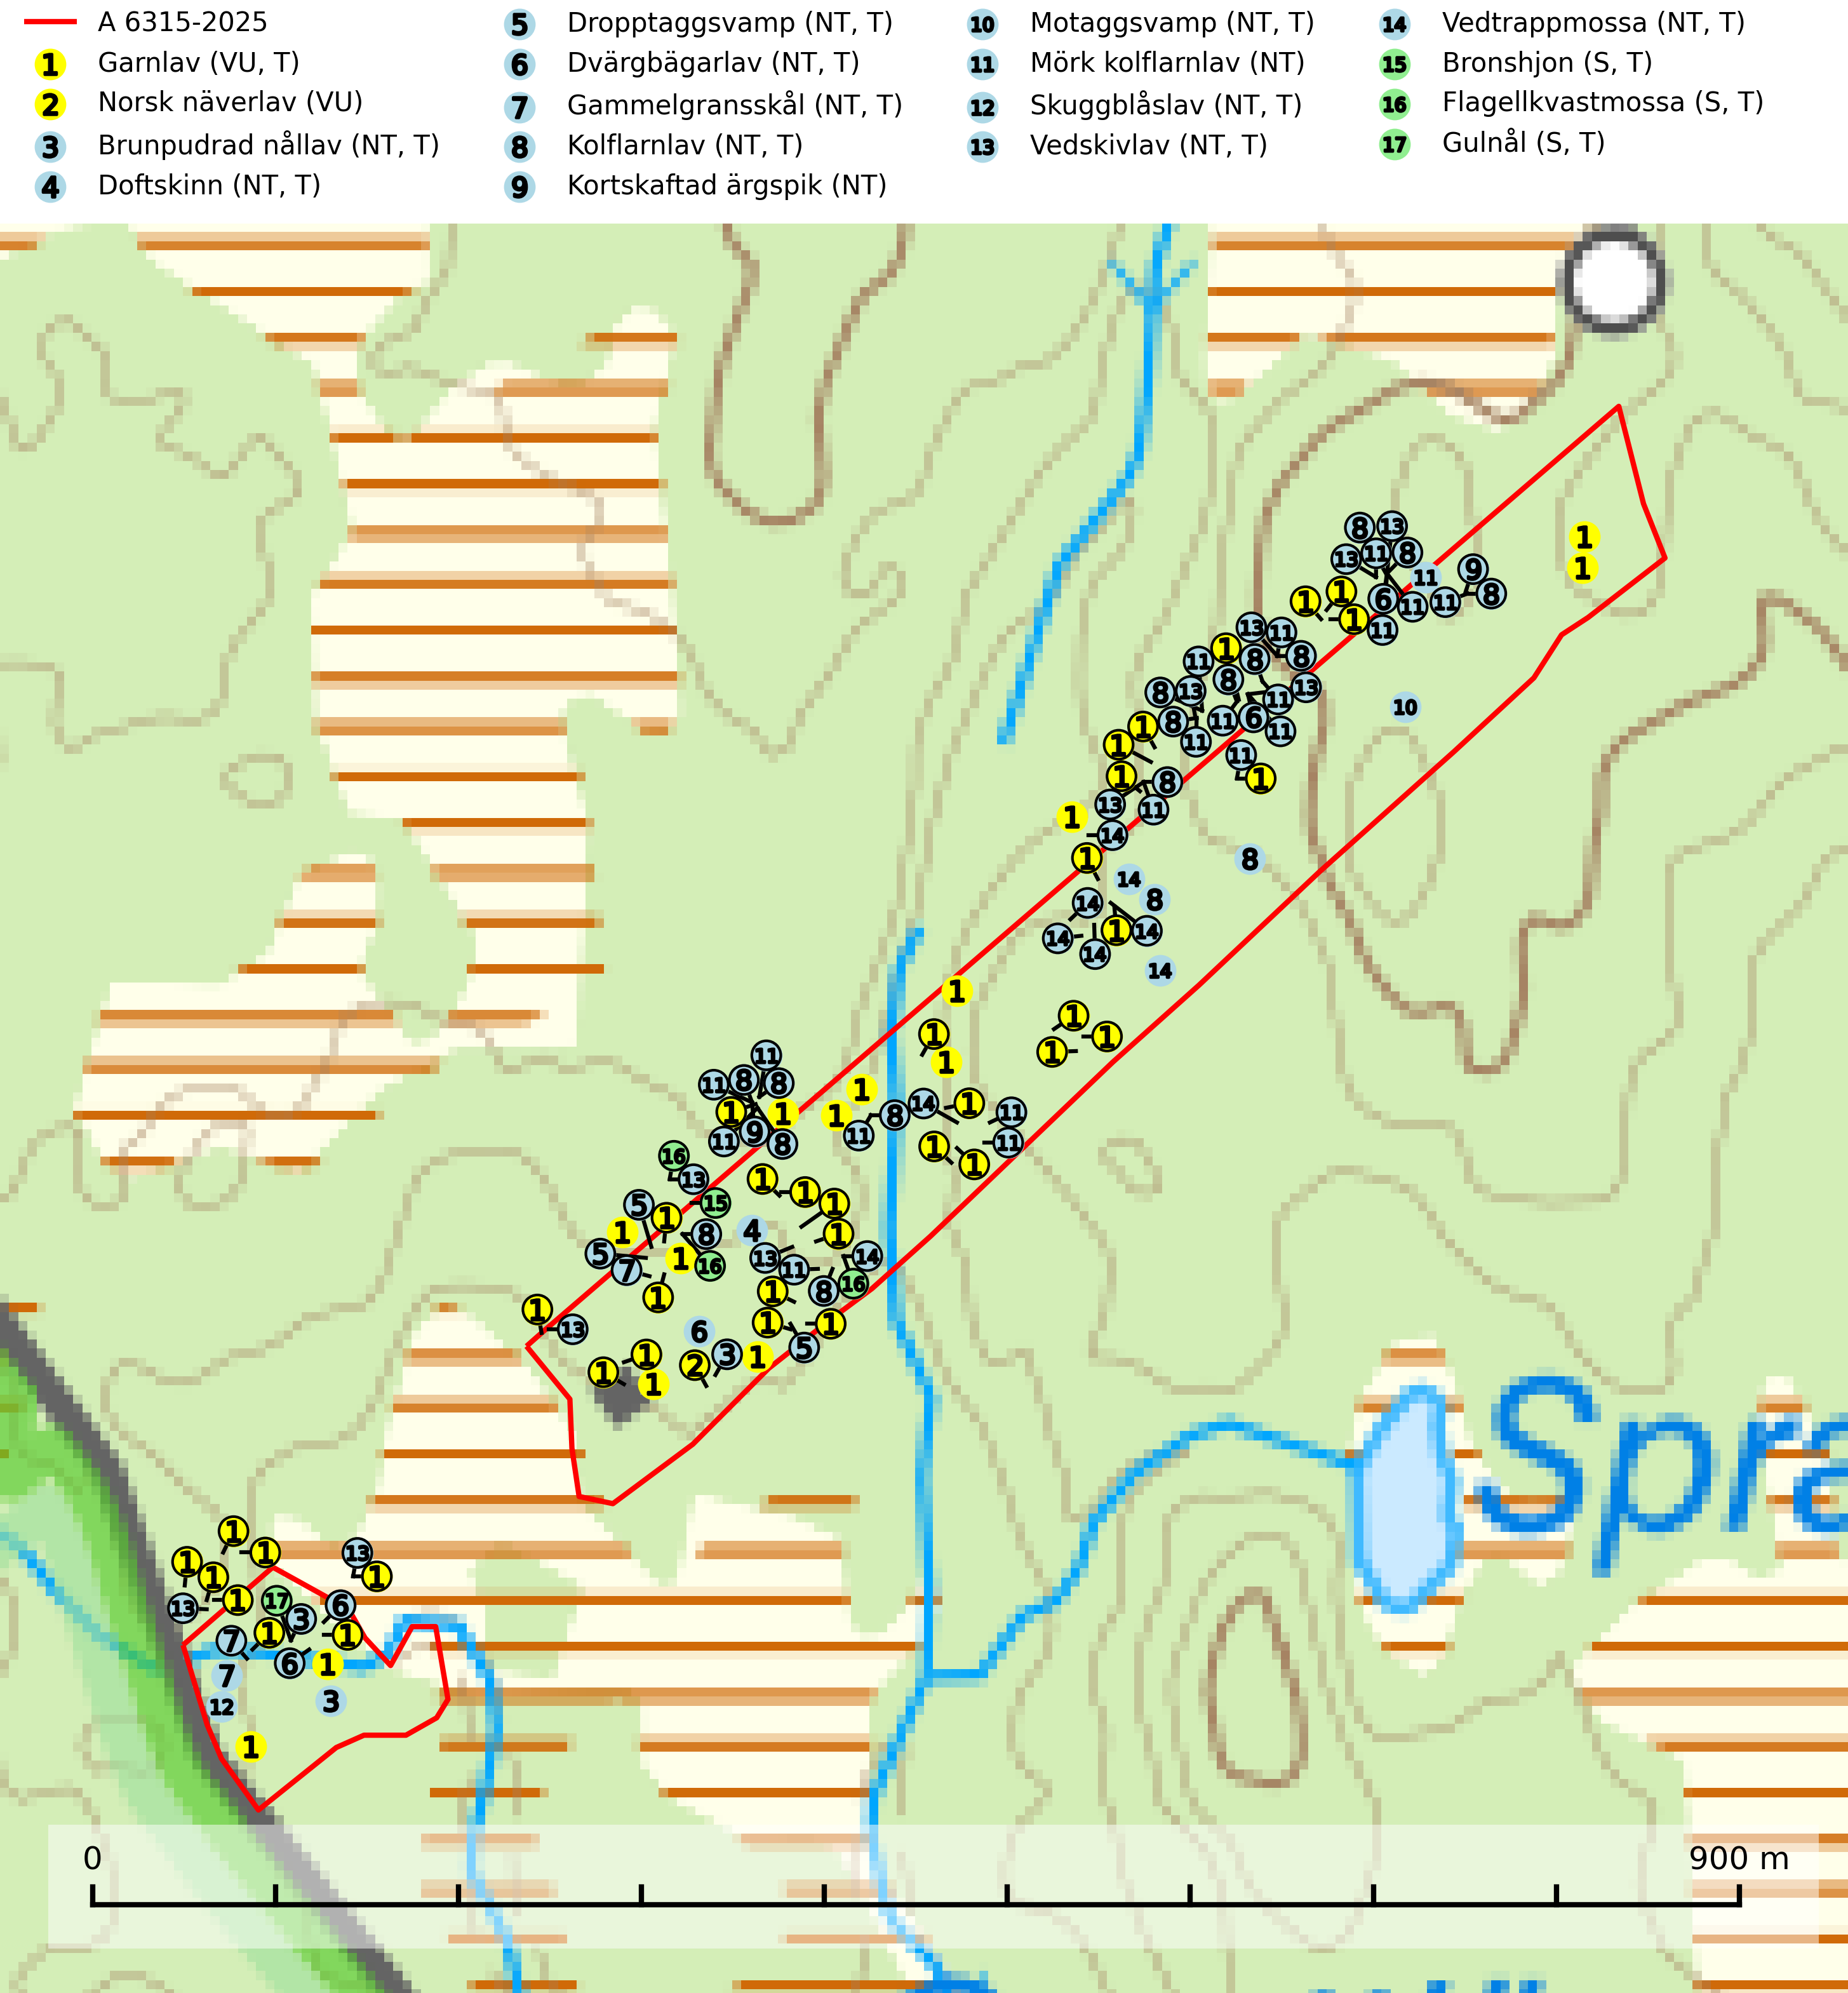 A 6315-2025
1 Garnlav (VU, T)
2 Norsk näverlav (VU)
3 Brunpudrad nållav (NT, T)
4 Doftskinn (NT, T)
5 Dropptaggsvamp (NT, T)
6 Dvärgbägarlav (NT, T)
7 Gammelgransskål (NT, T)
8 Kolflarnlav (NT, T)
9 Kortskaftad ärgspik (NT)
10 Motaggsvamp (NT, T)
11 Mörk kolflarnlav (NT)
12 Skuggblåslav (NT, T)
13 Vedskivlav (NT, T)
14 Vedtrappmossa (NT, T)
15 Bronshjon (S, T)
16 Flagellkvastmossa (S, T)
17 Gulnål (S, T)
Spra
0 900 m